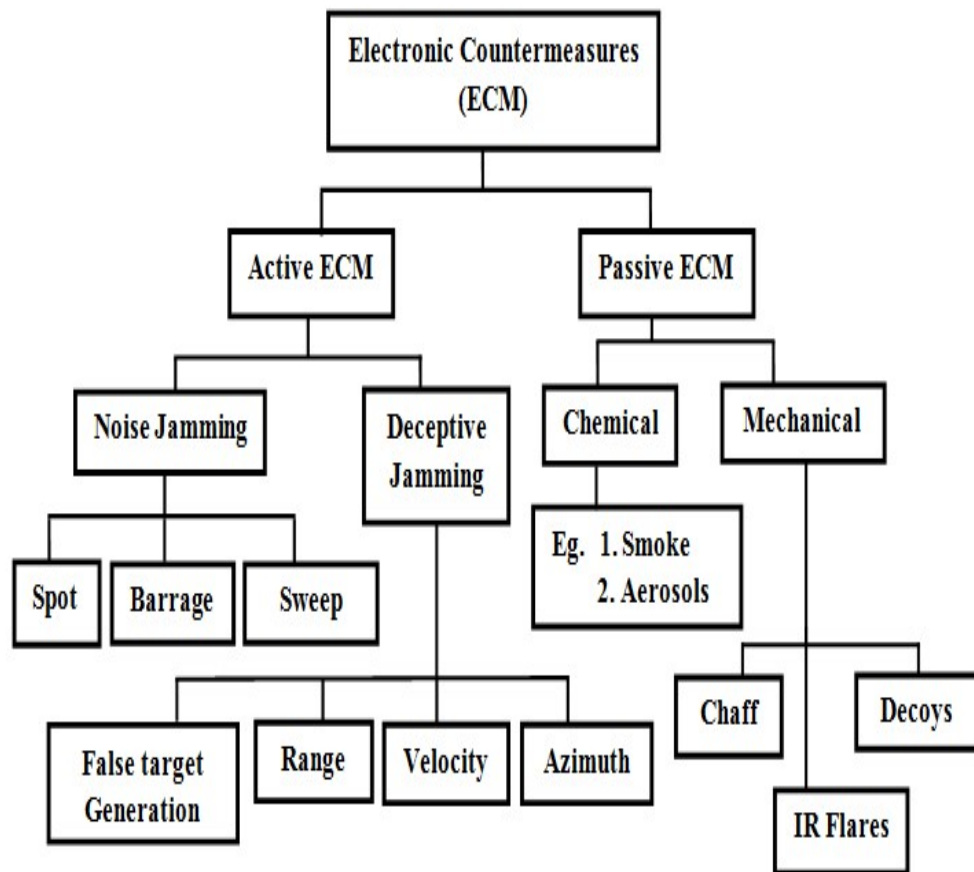 Electronic Countermeasures
(ECM)
Active ECM
Passive ECM
Noise Jamming
Deceptive
Jamming
Chemical
Mechanical
Eg. 1. Smoke
2. Aerosols
Spot
Barrage
Sweep
Chaff
Decoys
False target
Generation
Range
Velocity
Azimuth
IR Flares